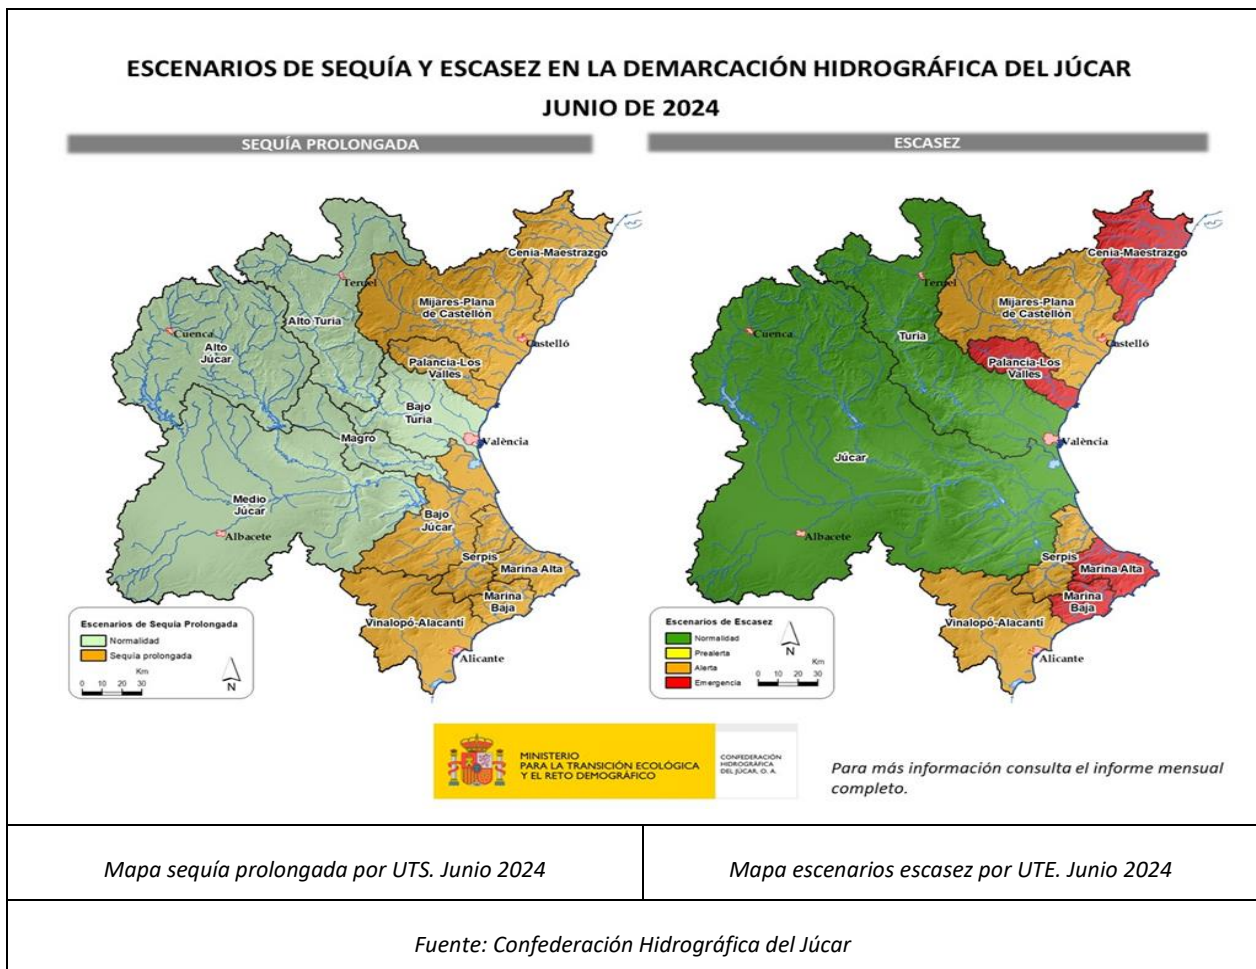 ESCENARIOS DE SEQUÍA Y ESCASEZ EN LA DEMARCACIÓN HIDROGRÁFICA DEL JÚCAR
JUNIO DE 2024
SEQUÍA PROLONGADA
Cenia-Maestrazgo
Teruel
Mijares-Plana
de Castellón
Alto Turia
Cuenca
Castelló
Alto
Júcar
Palancia-Los
Valles
Bajo
Turia
Magro
València
Medio
Júcar
Bajo
Júcar
Albacete
Serpis
Marina Alta
Marina
Baja
Vinalopó-Alacantí
Alicante
Escenarios de Sequía Prolongada
Normalidad
Sequía prolongada
Km
0 10 20 30
N
ESCASEZ
Cenia-Maestrazgo
Teruel
Mijares-Plana
de Castellón
Cuenca
Turia
Castelló
Palancia-Los
Valles
València
Júcar
Albacete
Serpis
Marina Alta
Marina
Baja
Vinalopó-Alacantí
Alicante
Escenarios de Escasez
Normalidad
Prealerta
Alerta
Emergencia
N
Km
0 10 20 30
MINISTERIO
PARA LA TRANSICIÓN ECOLÓGICA
Y EL RETO DEMOGRÁFICO
CONFEDERACIÓN
HIDROGRÁFICA
DEL JÚCAR, O. A.
Para más información consulta el informe mensual
completo.
Mapa sequía prolongada por UTS. Junio 2024
Mapa escenarios escasez por UTE. Junio 2024
Fuente: Confederación Hidrográfica del Júcar